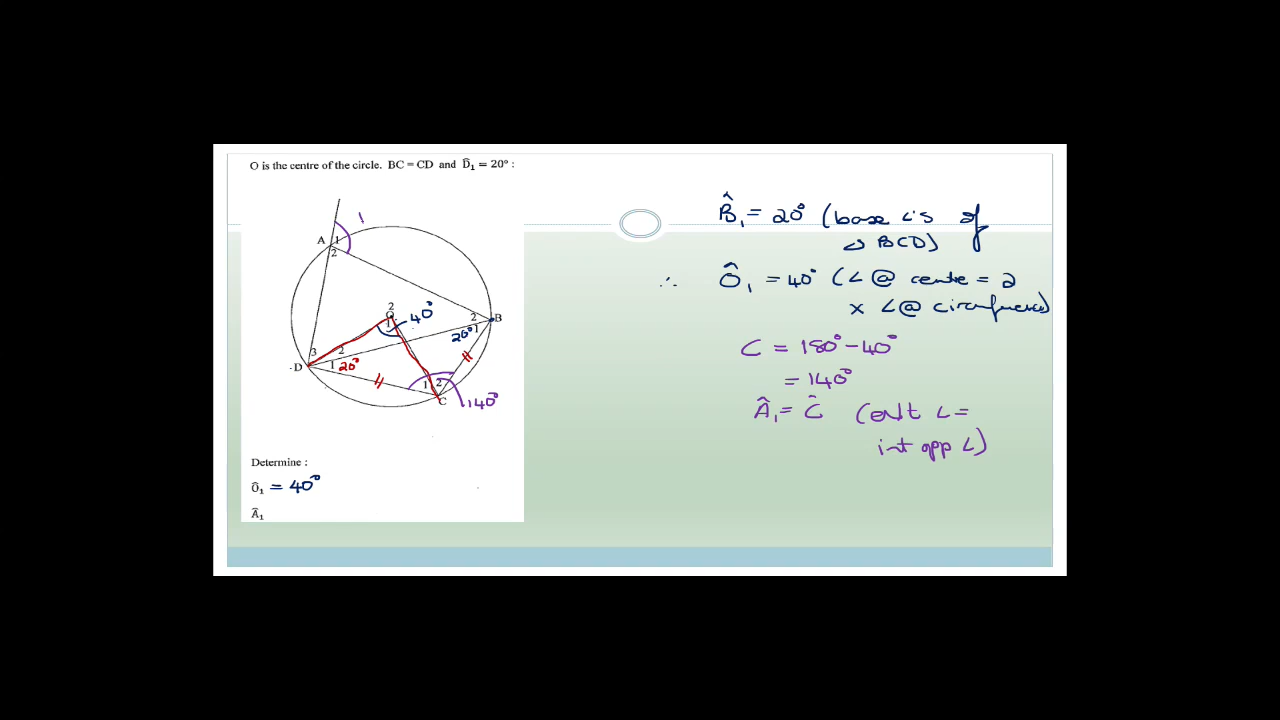 O is the centre of the circle. BC = CD and D̂₁ = 20° :
A 1
2
1
2
O
1
40°
2 B
20° 1
3
2
D 1 20°
1 2
C 140°
Determine :
Ô₁ = 40°
Â₁
B̂₁ = 20° (base ∠'s of
△ BCD)
∴ Ô₁ = 40° (∠ @ centre = 2
x ∠ @ circumference)
C = 180° - 40°
= 140°
Â₁ = Ĉ (ext ∠ =
int opp ∠)